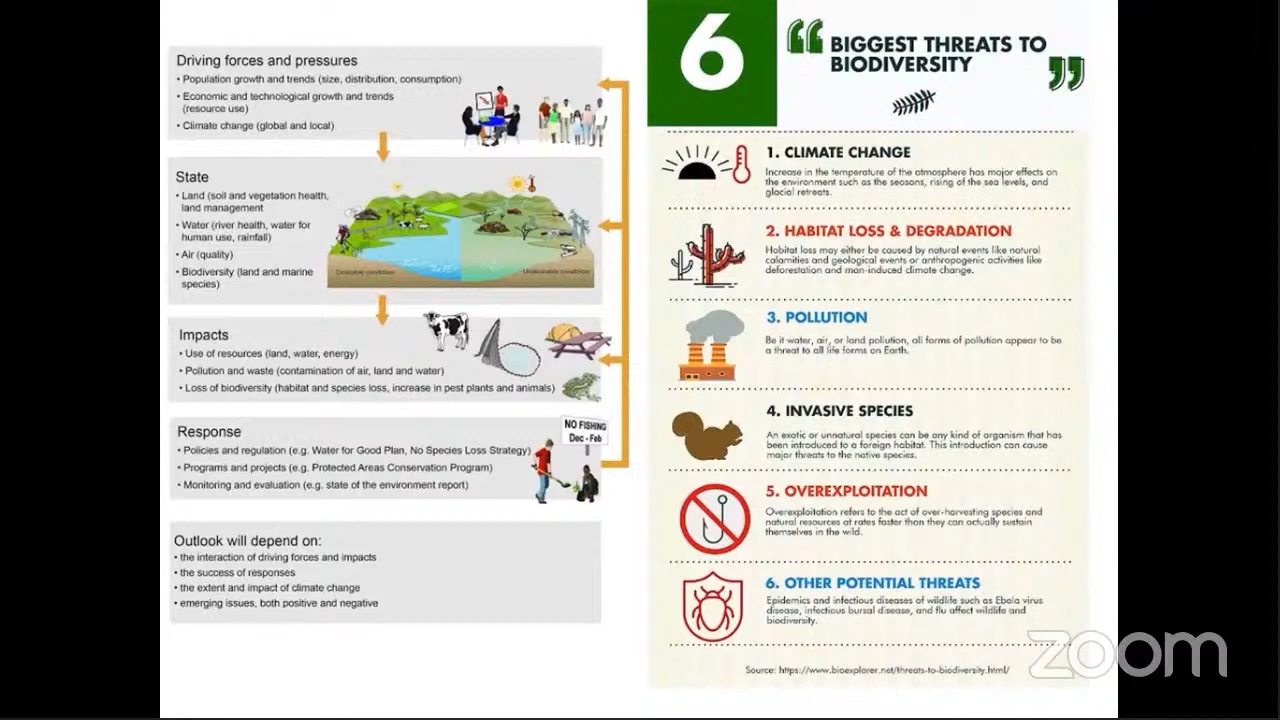 Driving forces and pressures
• Population growth and trends (size, distribution, consumption)
• Economic and technological growth and trends
(resource use)
• Climate change (global and local)
State
• Land (soil and vegetation health,
land management
• Water (river health, water for
human use, rainfall)
• Air (quality)
• Biodiversity (land and marine
species)
Desirable condition
Undesirable condition
Impacts
• Use of resources (land, water, energy)
• Pollution and waste (contamination of air, land and water)
• Loss of biodiversity (habitat and species loss, increase in pest plants and animals)
Response
• Policies and regulation (e.g. Water for Good Plan, No Species Loss Strategy)
• Programs and projects (e.g. Protected Areas Conservation Program)
• Monitoring and evaluation (e.g. state of the environment report)
NO FISHING
Dec - Feb
Outlook will depend on:
• the interaction of driving forces and impacts
• the success of responses
• the extent and impact of climate change
• emerging issues, both positive and negative
6
“ BIGGEST THREATS TO
BIODIVERSITY ”
1. CLIMATE CHANGE
Increase in the temperature of the atmosphere has major effects on
the environment such as the seasons, rising of the sea levels, and
glacial retreats.
2. HABITAT LOSS & DEGRADATION
Habitat loss may either be caused by natural events like natural
calamities and geological events or anthropogenic activities like
deforestation and man-induced climate change.
3. POLLUTION
Be it water, air, or land pollution, all forms of pollution appear to be
a threat to all life forms on Earth.
4. INVASIVE SPECIES
An exotic or unnatural species can be any kind of organism that has
been introduced to a foreign habitat. This introduction can cause
major threats to the native species.
5. OVEREXPLOITATION
Overexploitation refers to the act of over-harvesting species and
natural resources at rates faster than they can actually sustain
themselves in the wild.
6. OTHER POTENTIAL THREATS
Epidemics and infectious diseases of wildlife such as Ebola virus
disease, infectious bursal disease, and flu affect wildlife and
biodiversity.
Source: https://www.bioexplorer.net/threats-to-biodiversity.html/
zoom